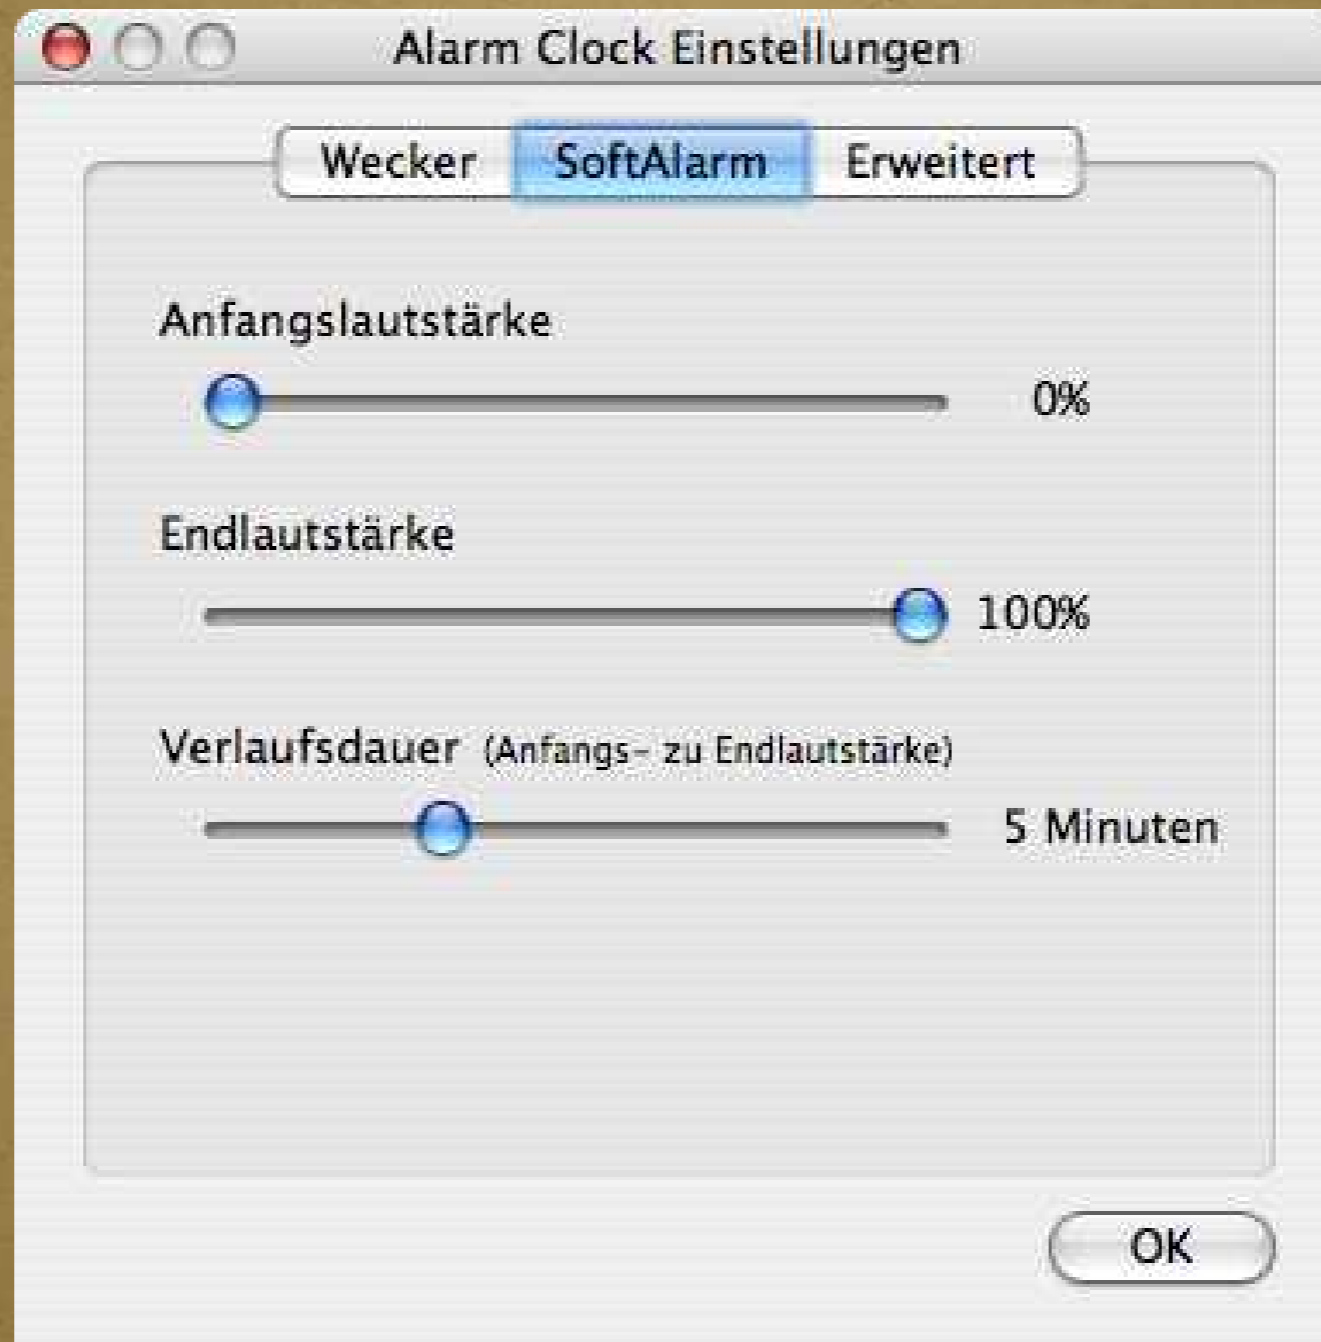 Alarm Clock Einstellungen
Wecker SoftAlarm Erweitert
Anfangslautstärke
0%
Endlautstärke
100%
Verlaufsdauer (Anfangs- zu Endlautstärke)
5 Minuten
OK